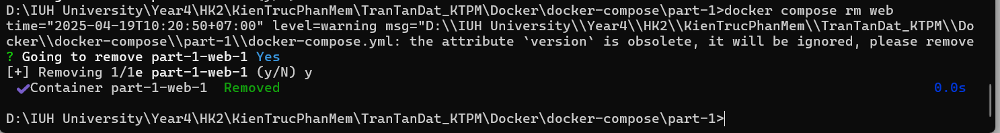 D:\IUH University\Year4\HK2\KienTrucPhanMem\TranTanDat_KTPM\Docker\docker-compose\part-1>docker compose rm web
time="2025-04-19T10:20:50+07:00" level=warning msg="D:\\IUH University\\Year4\\HK2\\KienTrucPhanMem\\TranTanDat_KTPM\\Do
cker\\docker-compose\\part-1\\docker-compose.yml: the attribute `version` is obsolete, it will be ignored, please remove
? Going to remove part-1-web-1 Yes
[+] Removing 1/1e part-1-web-1 (y/N) y
✔Container part-1-web-1  Removed 0.0s
D:\IUH University\Year4\HK2\KienTrucPhanMem\TranTanDat_KTPM\Docker\docker-compose\part-1>